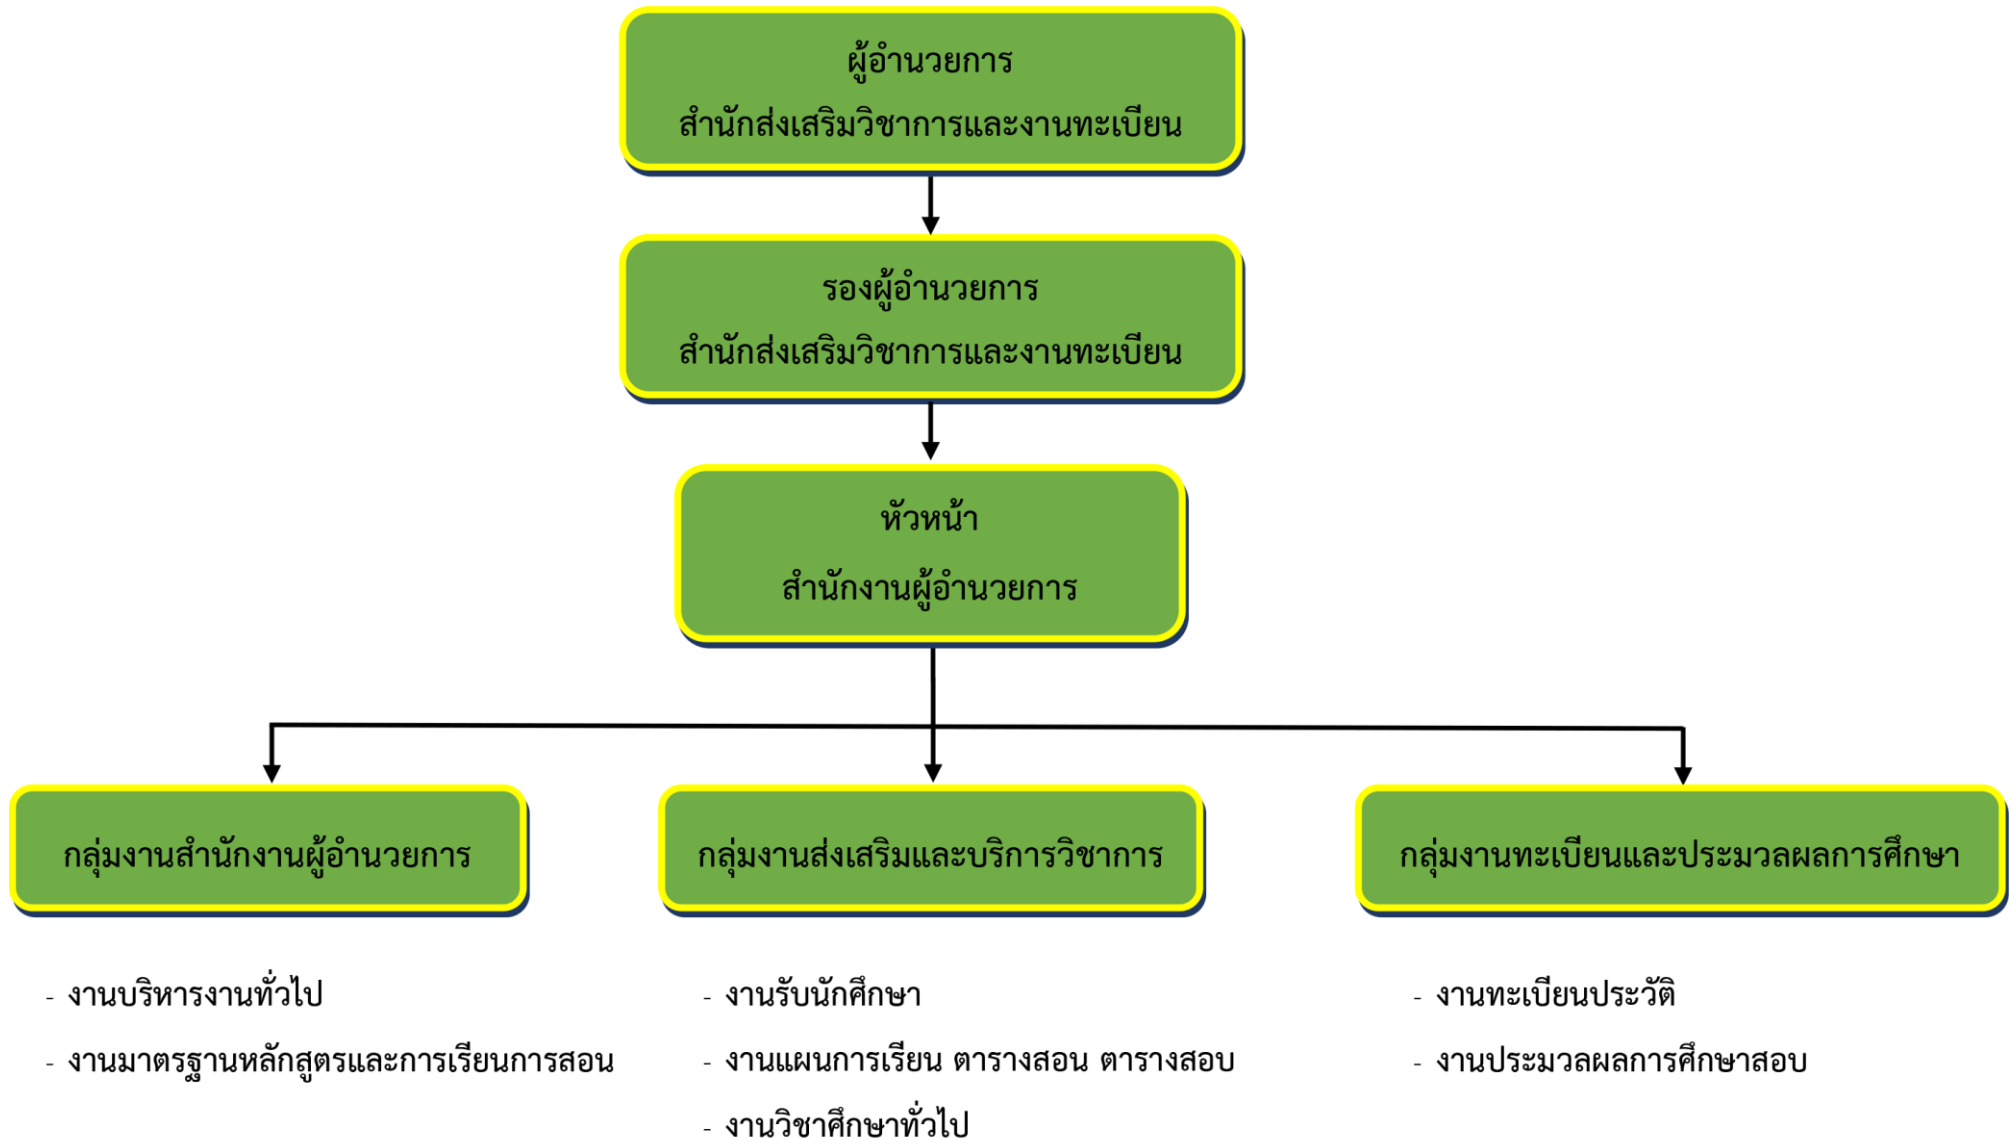 ผู้อำนวยการ
สำนักส่งเสริมวิชาการและงานทะเบียน
รองผู้อำนวยการ
สำนักส่งเสริมวิชาการและงานทะเบียน
หัวหน้า
สำนักงานผู้อำนวยการ
กลุ่มงานสำนักงานผู้อำนวยการ
- งานบริหารงานทั่วไป
- งานมาตรฐานหลักสูตรและการเรียนการสอน
กลุ่มงานส่งเสริมและบริการวิชาการ
- งานรับนักศึกษา
- งานแผนการเรียน ตารางสอน ตารางสอบ
- งานวิชาศึกษาทั่วไป
กลุ่มงานทะเบียนและประมวลผลการศึกษา
- งานทะเบียนประวัติ
- งานประมวลผลการศึกษาสอบ